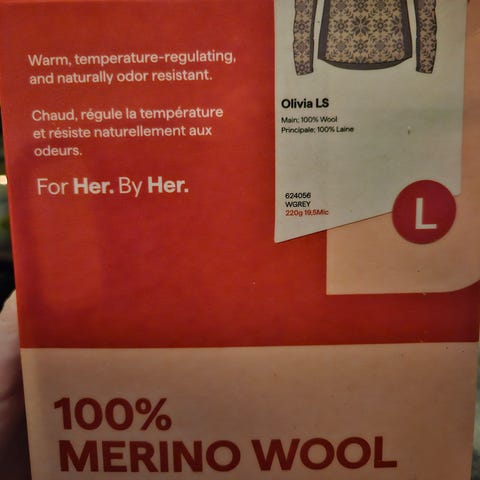 Warm, temperature-regulating,
and naturally odor resistant.
Chaud, régule la température
et résiste naturellement aux
odeurs.
For Her. By Her.
Olivia LS
Main; 100% Wool
Principale; 100% Laine
624056
WGREY
220g 19,5Mic
L
100%
MERINO WOOL